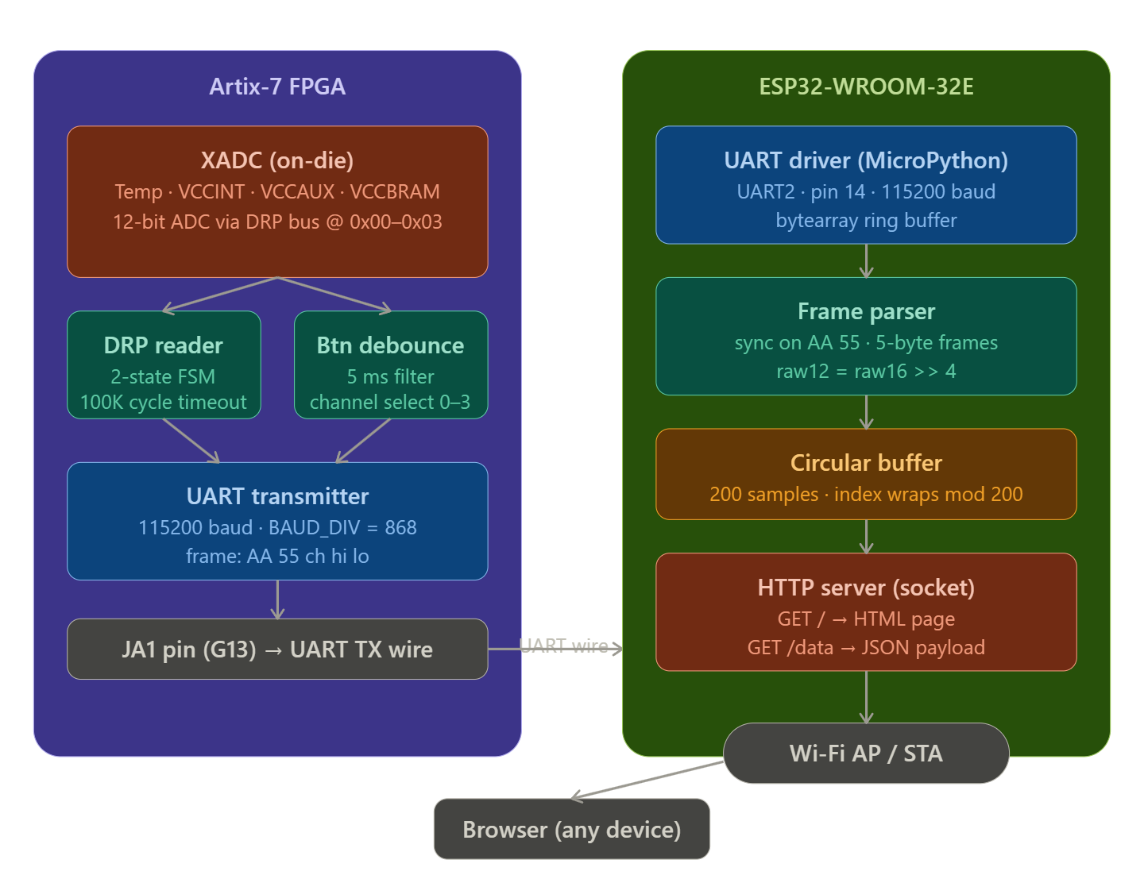 Artix-7 FPGA
XADC (on-die)
Temp · VCCINT · VCCAUX · VCCBRAM
12-bit ADC via DRP bus @ 0x00–0x03
DRP reader
2-state FSM
100K cycle timeout
Btn debounce
5 ms filter
channel select 0–3
UART transmitter
115200 baud · BAUD_DIV = 868
frame: AA 55 ch hi lo
JA1 pin (G13) → UART TX wire
UART wire
ESP32-WROOM-32E
UART driver (MicroPython)
UART2 · pin 14 · 115200 baud
bytearray ring buffer
Frame parser
sync on AA 55 · 5-byte frames
raw12 = raw16 >> 4
Circular buffer
200 samples · index wraps mod 200
HTTP server (socket)
GET / → HTML page
GET /data → JSON payload
Wi-Fi AP / STA
Browser (any device)